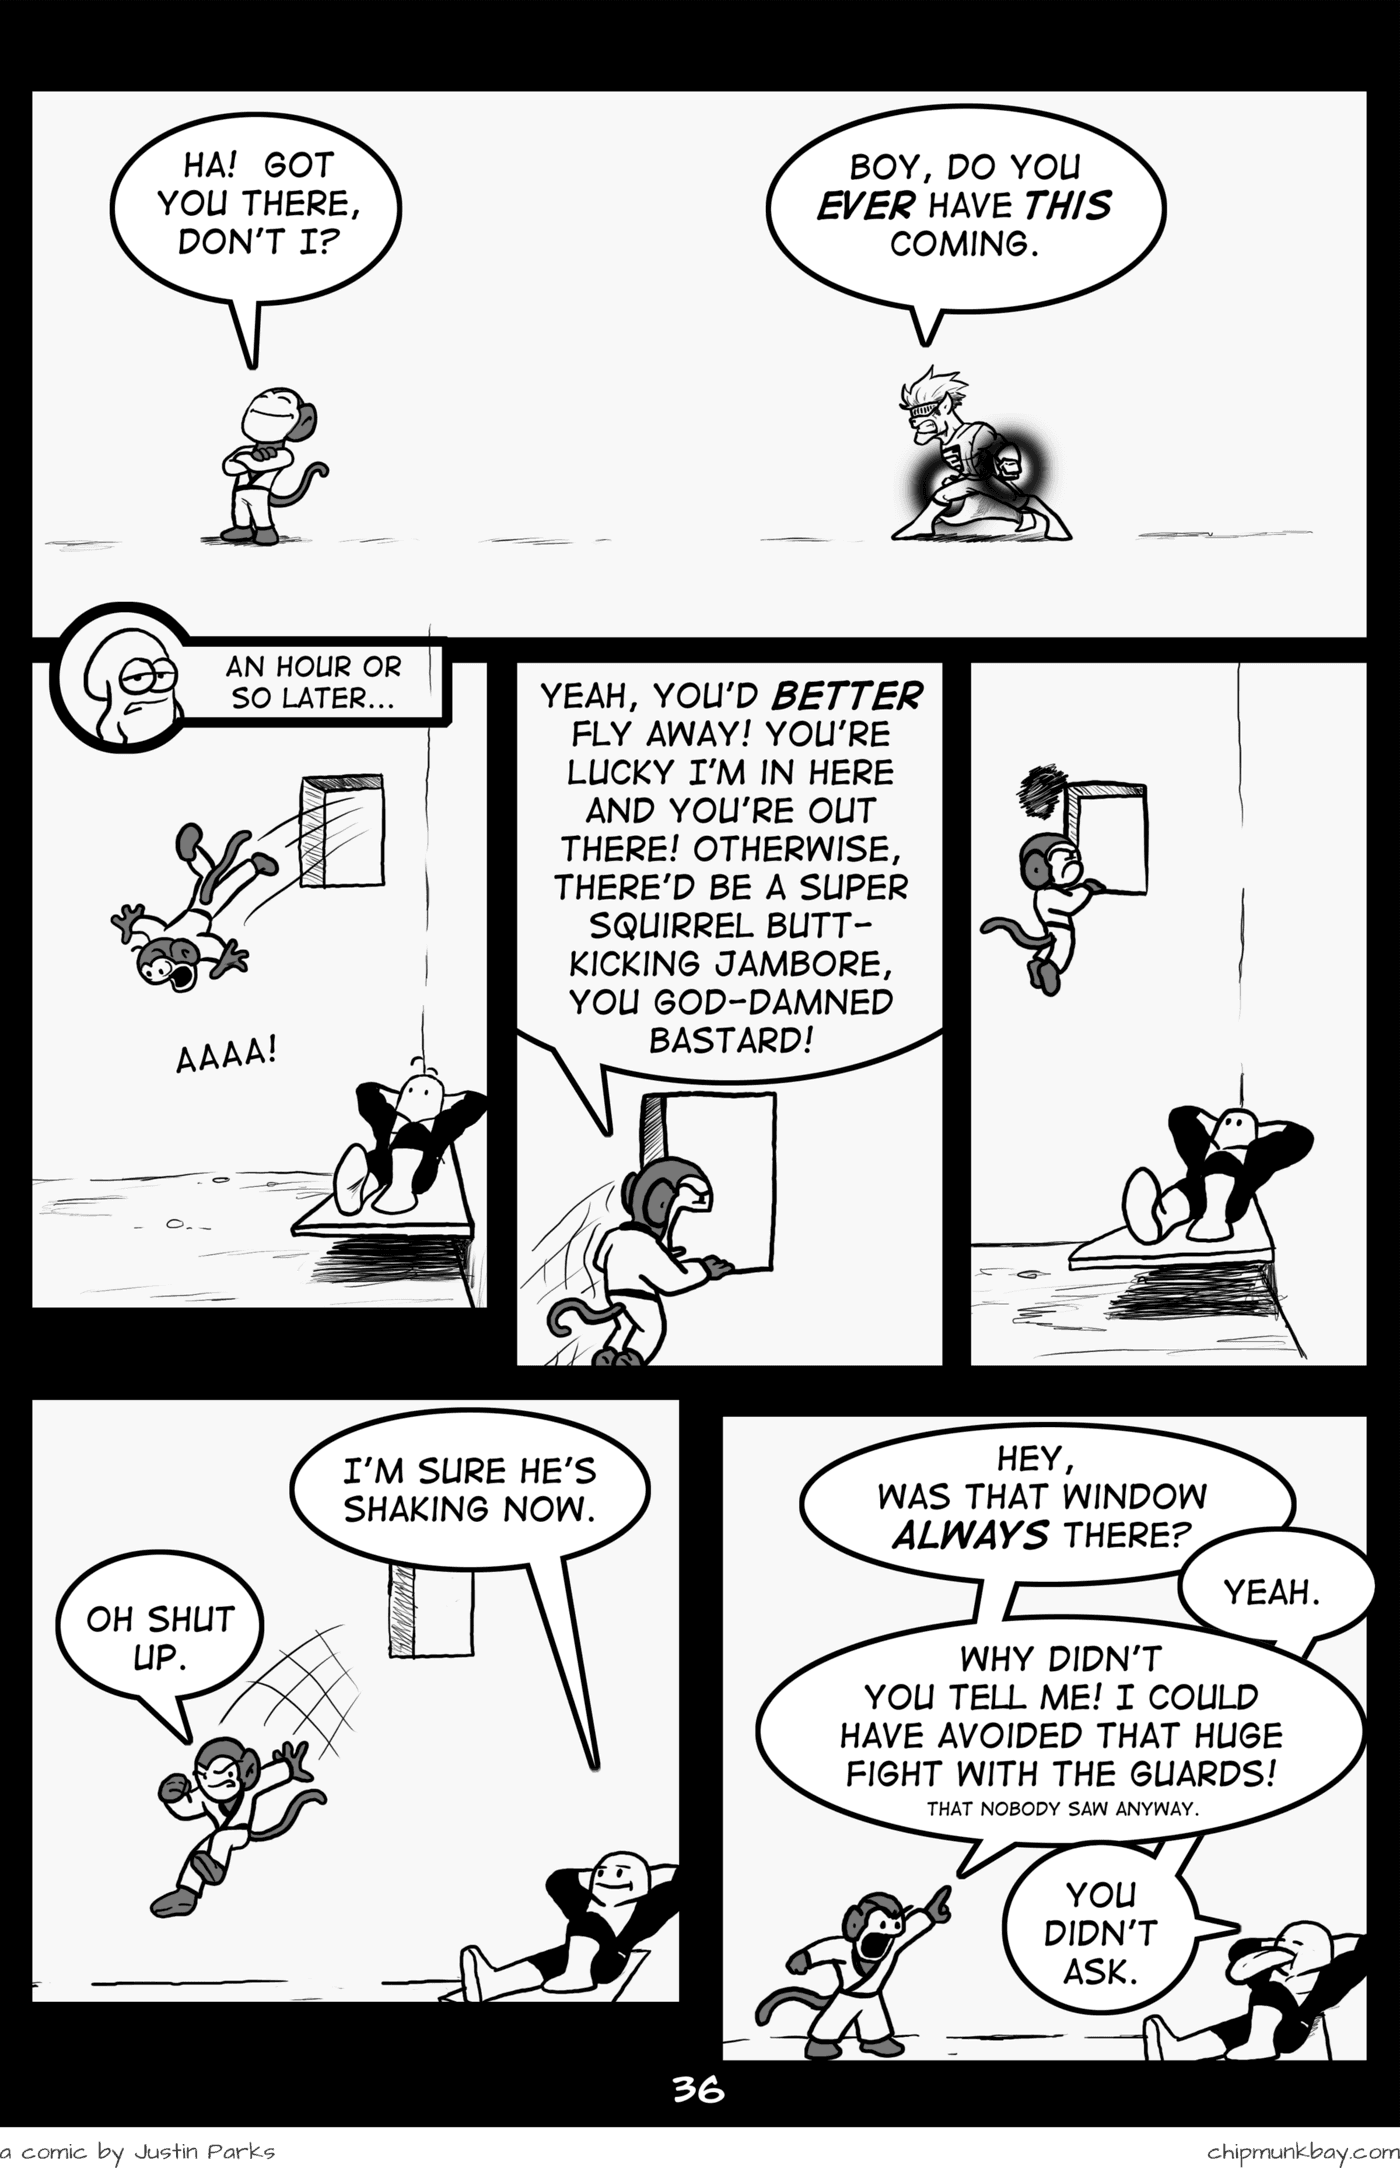 HA! GOT
YOU THERE,
DON'T I?
BOY, DO YOU
EVER HAVE THIS
COMING.
AN HOUR OR
SO LATER...
AAAA!
YEAH, YOU'D BETTER
FLY AWAY! YOU'RE
LUCKY I'M IN HERE
AND YOU'RE OUT
THERE! OTHERWISE,
THERE'D BE A SUPER
SQUIRREL BUTT-
KICKING JAMBORE,
YOU GOD-DAMNED
BASTARD!
I'M SURE HE'S
SHAKING NOW.
OH SHUT
UP.
HEY,
WAS THAT WINDOW
ALWAYS THERE?
YEAH.
WHY DIDN'T
YOU TELL ME! I COULD
HAVE AVOIDED THAT HUGE
FIGHT WITH THE GUARDS!
THAT NOBODY SAW ANYWAY.
YOU
DIDN'T
ASK.
36
a comic by Justin Parks
chipmunkbay.com